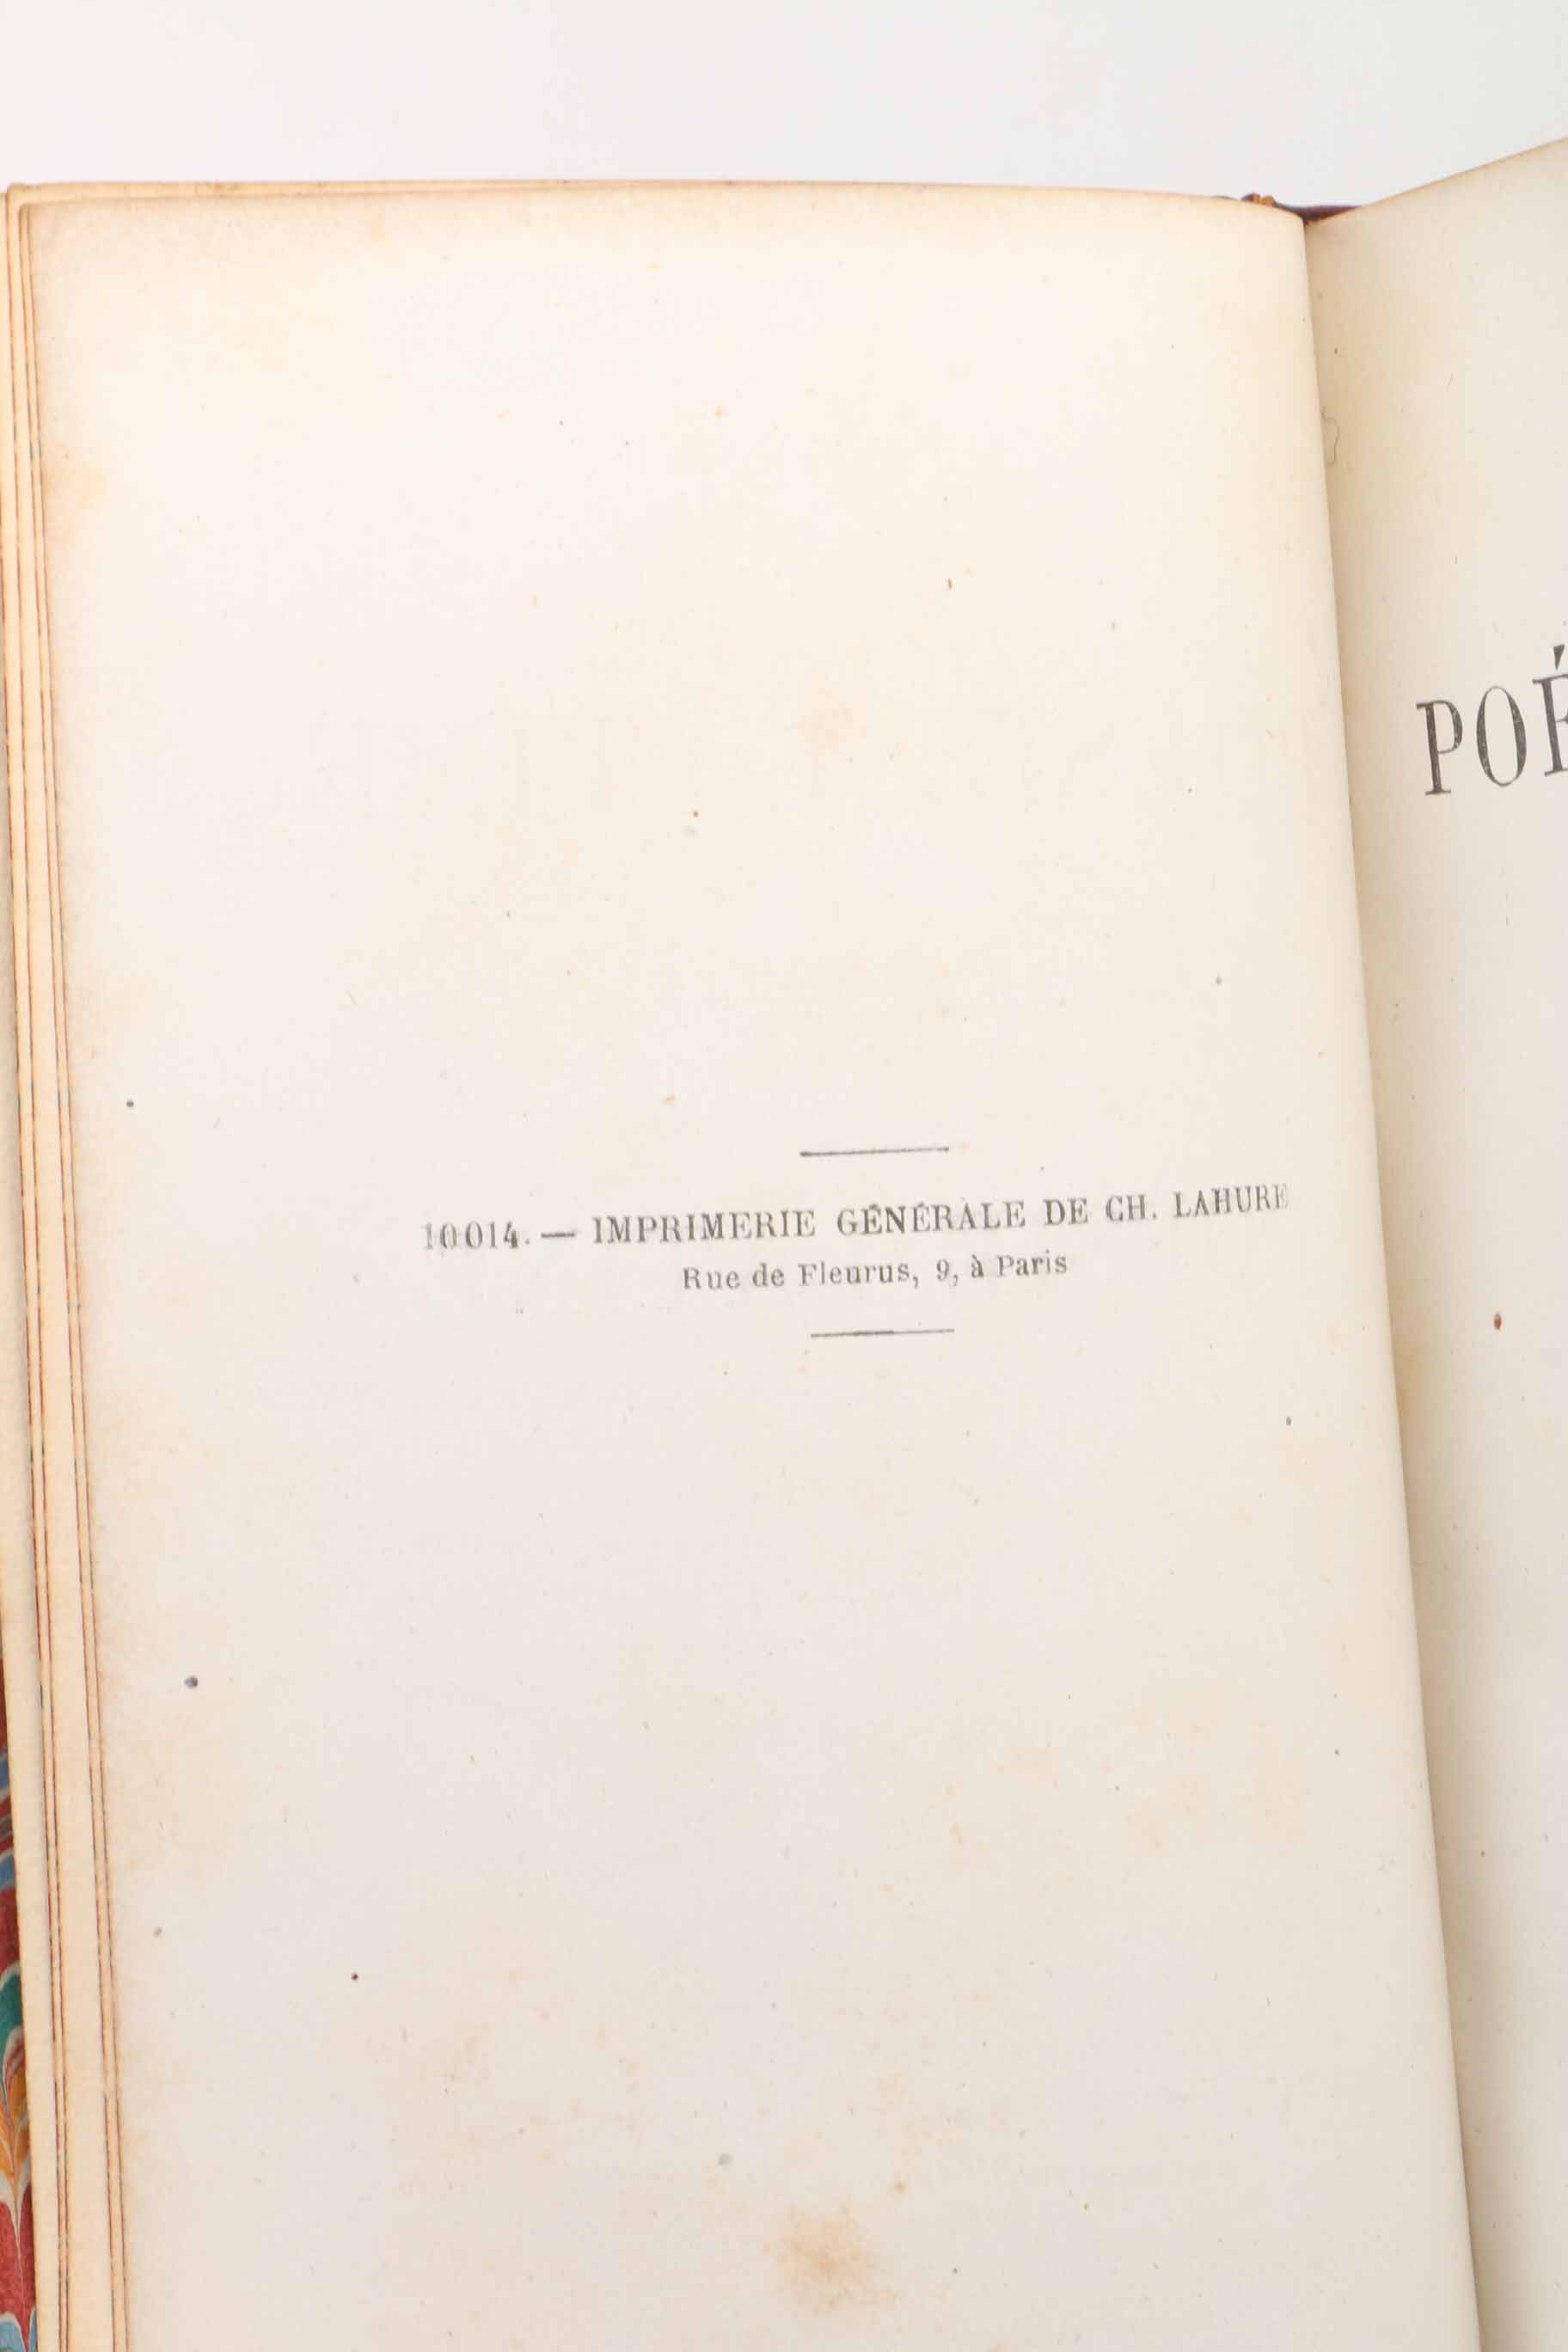 10014. — IMPRIMERIE GÉNÉRALE DE CH. LAHURE
Rue de Fleurus, 9, à Paris
POÉ